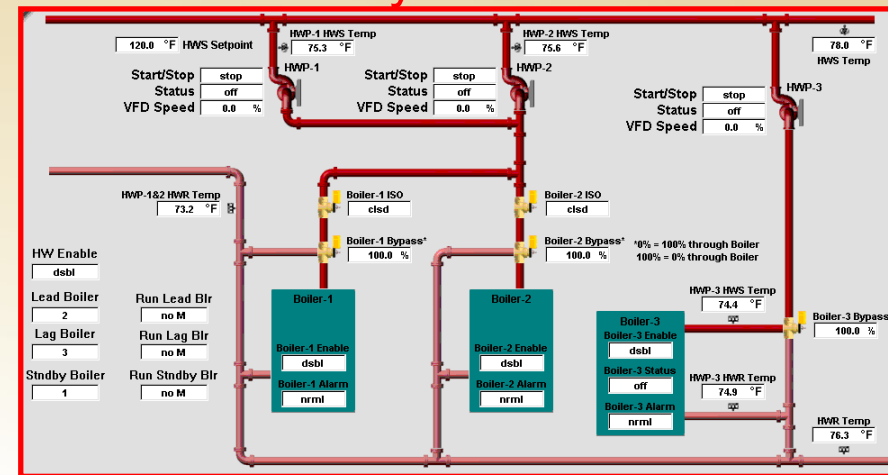 120.0 °F HWS Setpoint
HWP-1 HWS Temp
75.3 °F
HWP-2 HWS Temp
75.6 °F
78.0 °F
HWS Temp
HWP-1
Start/Stop stop
Status off
VFD Speed 0.0 %
HWP-2
Start/Stop stop
Status off
VFD Speed 0.0 %
HWP-3
Start/Stop stop
Status off
VFD Speed 0.0 %
HWP-1&2 HWR Temp
73.2 °F
Boiler-1 ISO
clsd
Boiler-2 ISO
clsd
Boiler-1 Bypass*
100.0 %
Boiler-2 Bypass*
100.0 %
*0% = 100% through Boiler
100% = 0% through Boiler
HW Enable
dsbl
Lead Boiler
2
Lag Boiler
3
Stndby Boiler
1
Run Lead Blr
no M
Run Lag Blr
no M
Run Stndby Blr
no M
Boiler-1
Boiler-1 Enable
dsbl
Boiler-1 Alarm
nrml
Boiler-2
Boiler-2 Enable
dsbl
Boiler-2 Alarm
nrml
HWP-3 HWS Temp
74.4 °F
Boiler-3
Boiler-3 Enable
dsbl
Boiler-3 Status
off
Boiler-3 Alarm
nrml
HWP-3 HWR Temp
74.9 °F
Boiler-3 Bypass
100.0 %
HWR Temp
76.3 °F